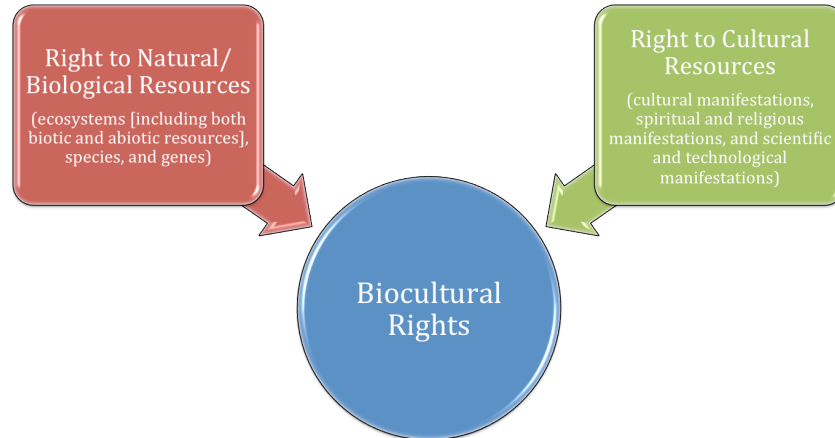 Right to Natural/
Biological Resources
(ecosystems [including both
biotic and abiotic resources],
species, and genes)
Right to Cultural
Resources
(cultural manifestations,
spiritual and religious
manifestations, and scientific
and technological
manifestations)
Biocultural
Rights